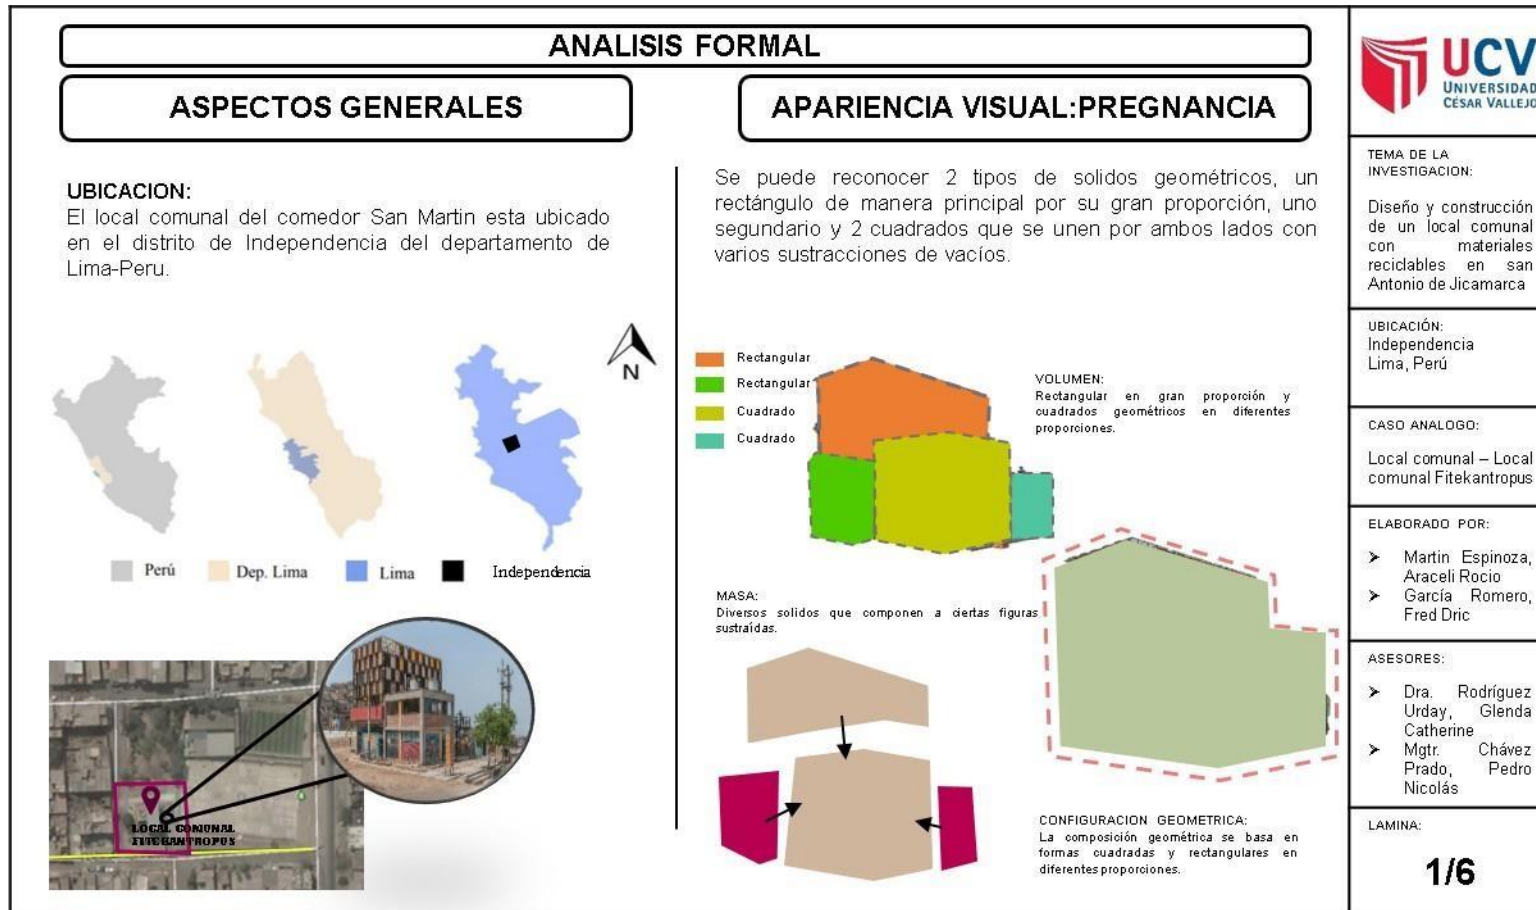 ANALISIS FORMAL
ASPECTOS GENERALES
UBICACION:
El local comunal del comedor San Martin esta ubicado
en el distrito de Independencia del departamento de
Lima-Peru.
N
Perú
Dep. Lima
Lima
Independencia
LOCAL COMUNAL
FITEKANTROPUS
APARIENCIA VISUAL:PREGNANCIA
Se puede reconocer 2 tipos de solidos geométricos, un
rectángulo de manera principal por su gran proporción, uno
segundario y 2 cuadrados que se unen por ambos lados con
varios sustracciones de vacíos.
Rectangular
Rectangular
Cuadrado
Cuadrado
VOLUMEN:
Rectangular en gran proporción y
cuadrados geométricos en diferentes
proporciones.
MASA:
Diversos solidos que componen a ciertas figuras
sustraídas.
CONFIGURACION GEOMETRICA:
La composición geométrica se basa en
formas cuadradas y rectangulares en
diferentes proporciones.
UCV
UNIVERSIDAD
CÉSAR VALLEJO
TEMA DE LA
INVESTIGACION:
Diseño y construcción
de un local comunal
con materiales
reciclables en san
Antonio de Jicamarca
UBICACIÓN:
Independencia
Lima, Perú
CASO ANALOGO:
Local comunal – Local
comunal Fitekantropus
ELABORADO POR:
➤ Martin Espinoza,
Araceli Rocio
➤ García Romero,
Fred Dric
ASESORES:
➤ Dra. Rodríguez
Urday, Glenda
Catherine
➤ Mgtr. Chávez
Prado, Pedro
Nicolás
LAMINA:
1/6